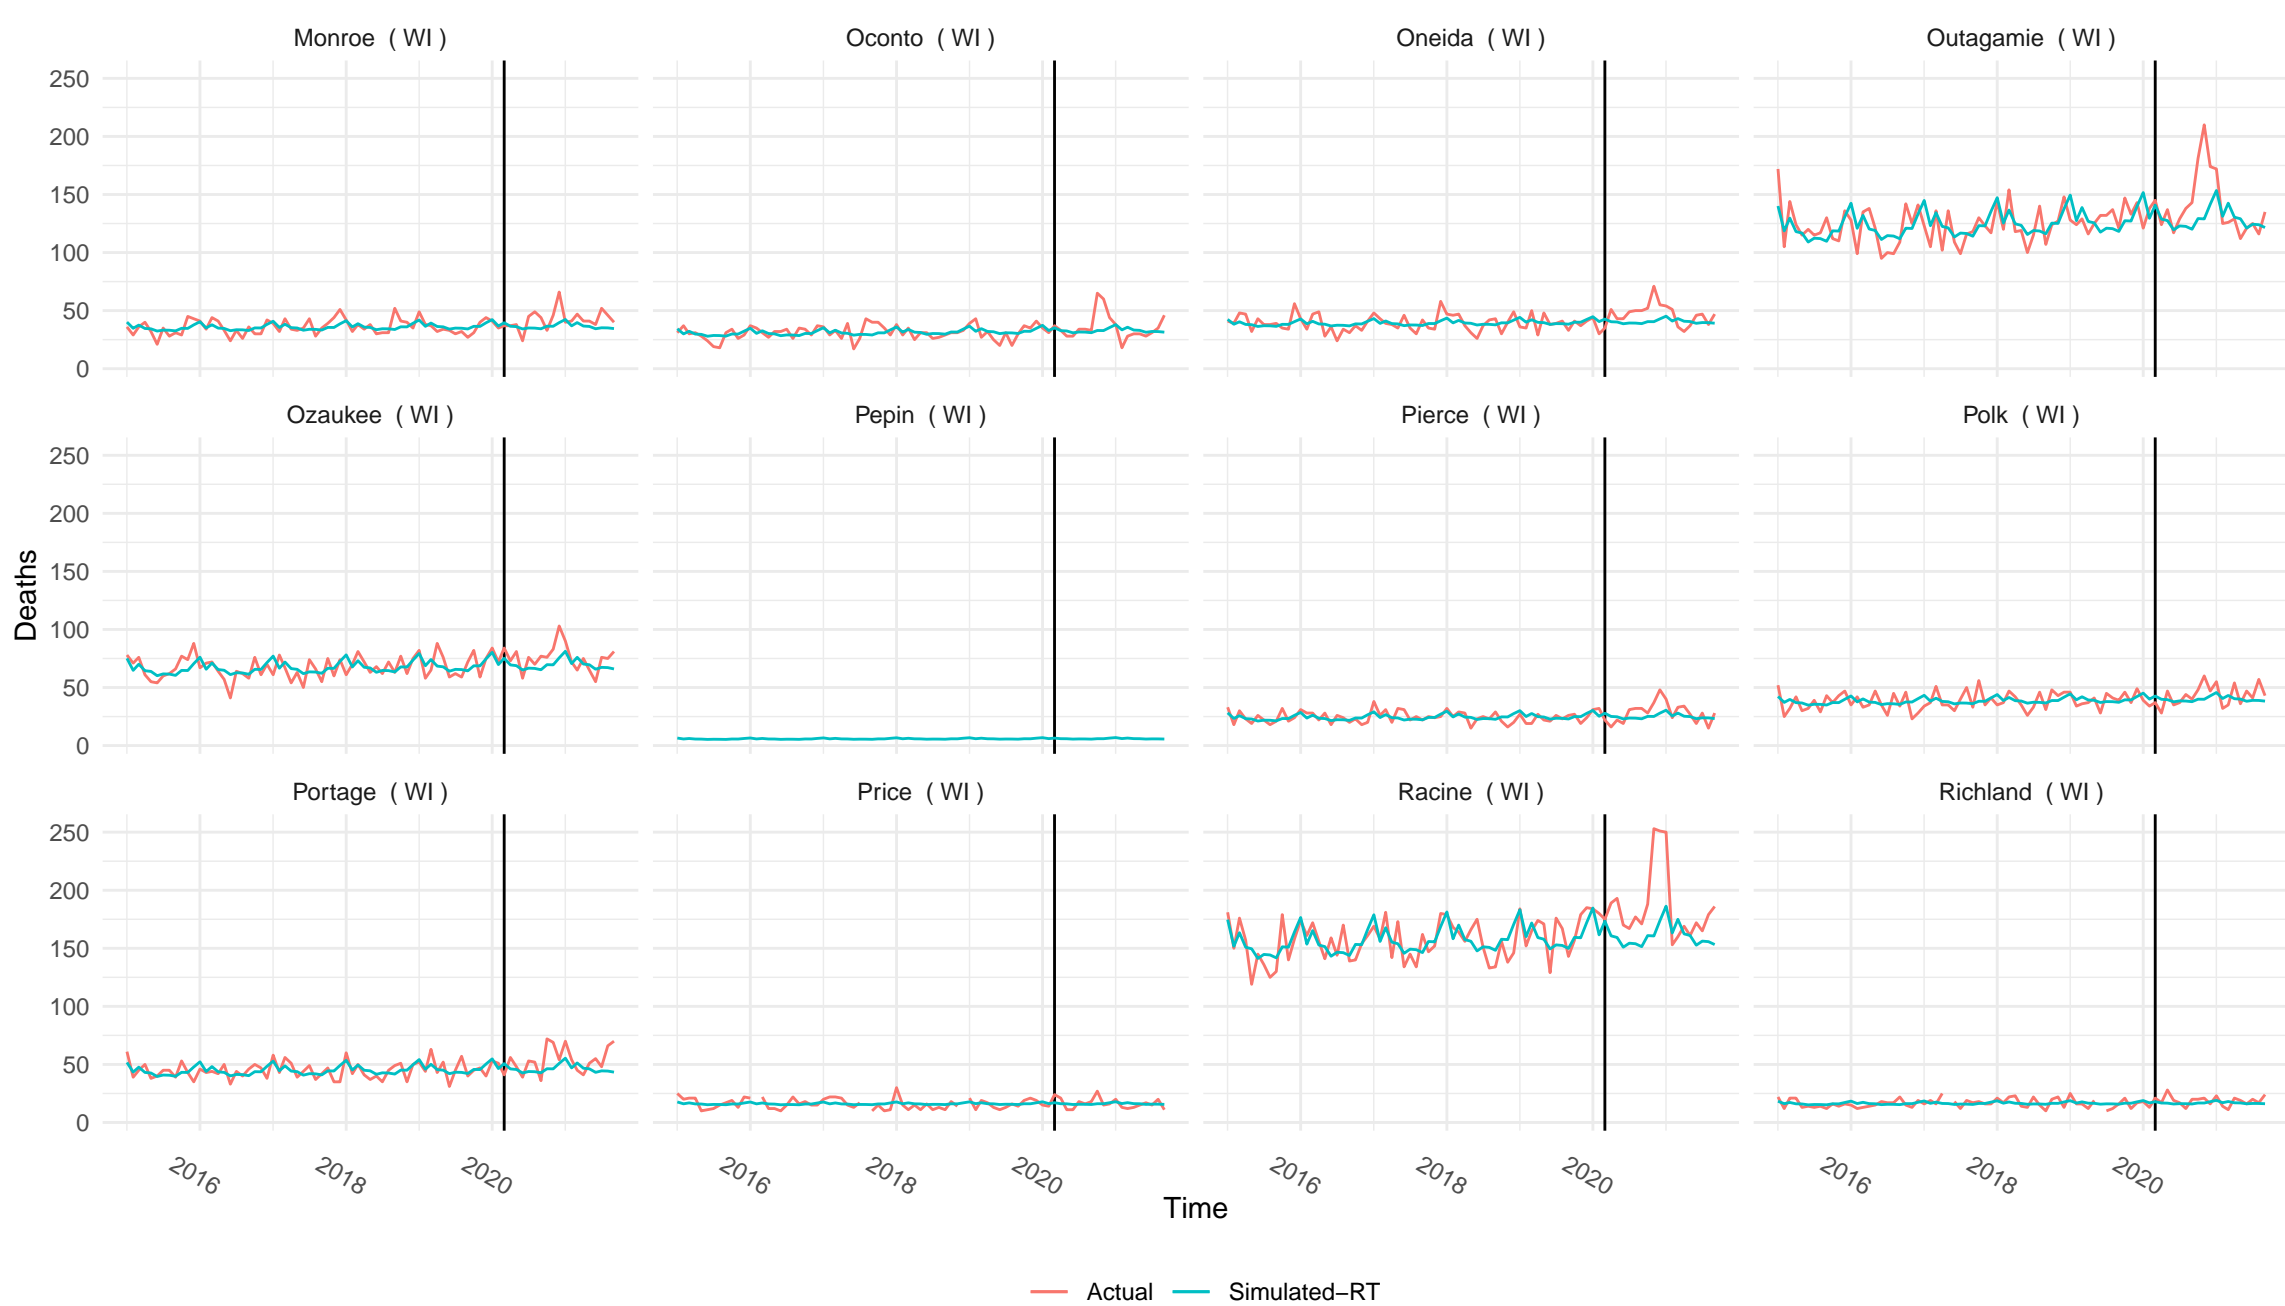 Monroe ( WI )
Oconto ( WI )
Oneida ( WI )
Outagamie ( WI )
250
200
150
100
50
0
Ozaukee ( WI )
Pepin ( WI )
Pierce ( WI )
Polk ( WI )
250
200
150
100
50
0
Deaths
Portage ( WI )
Price ( WI )
Racine ( WI )
Richland ( WI )
250
200
150
100
50
0
2016 2018 2020
2016 2018 2020
2016 2018 2020
2016 2018 2020
Time
Actual Simulated−RT